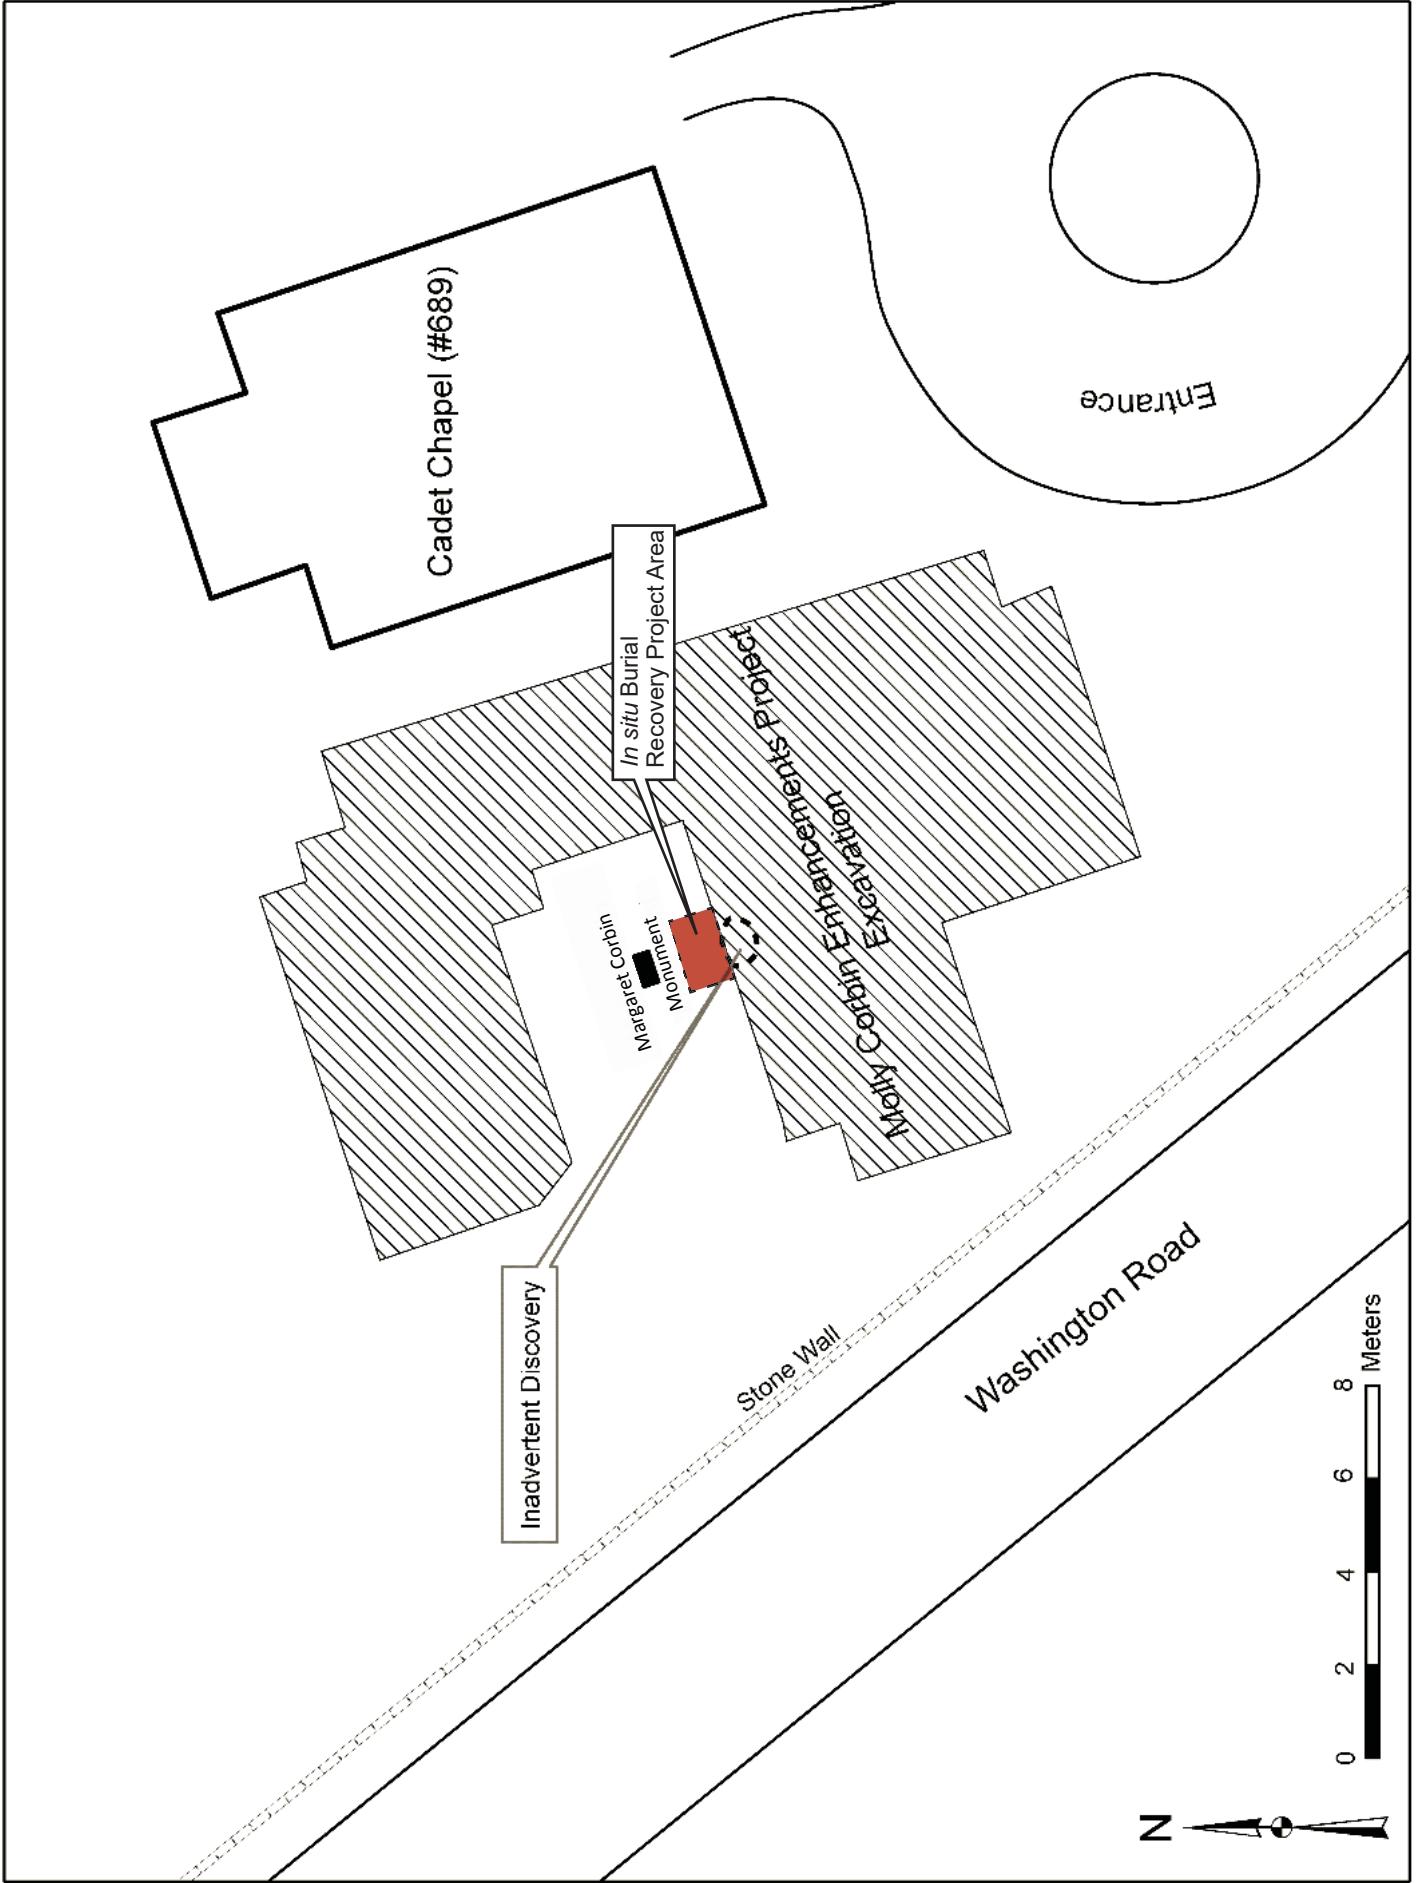 Cadet Chapel (#689)
Entrance
In situ Burial
Recovery Project Area
Molly Corbin Enhancements Project
Excavation
Margaret Corbin
Monument
Inadvertent Discovery
Stone Wall
Washington Road
N
0 2 4 6 8 Meters